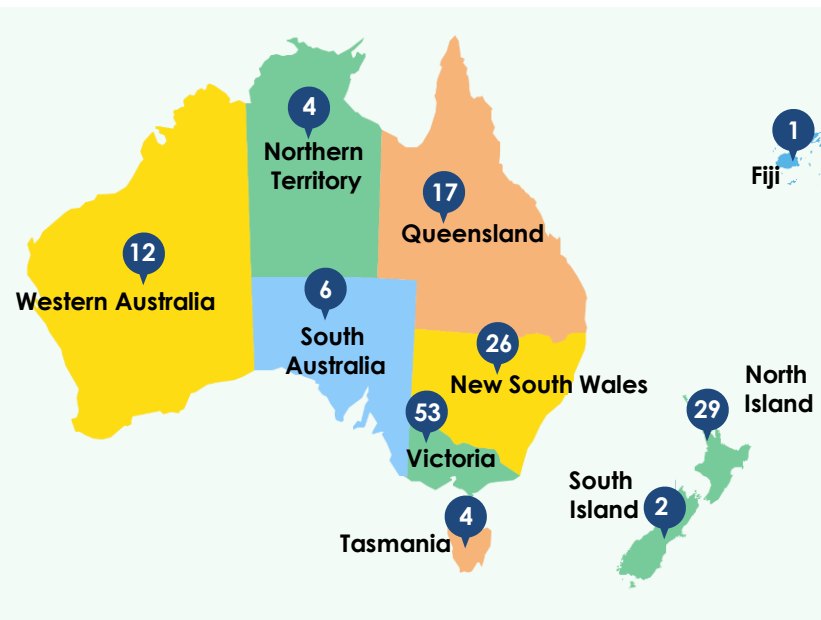 4
Northern
Territory
1
Fiji
17
Queensland
12
Western Australia
6
South
Australia
26
New South Wales
53
Victoria
29
North
Island
2
South
Island
4
Tasmania